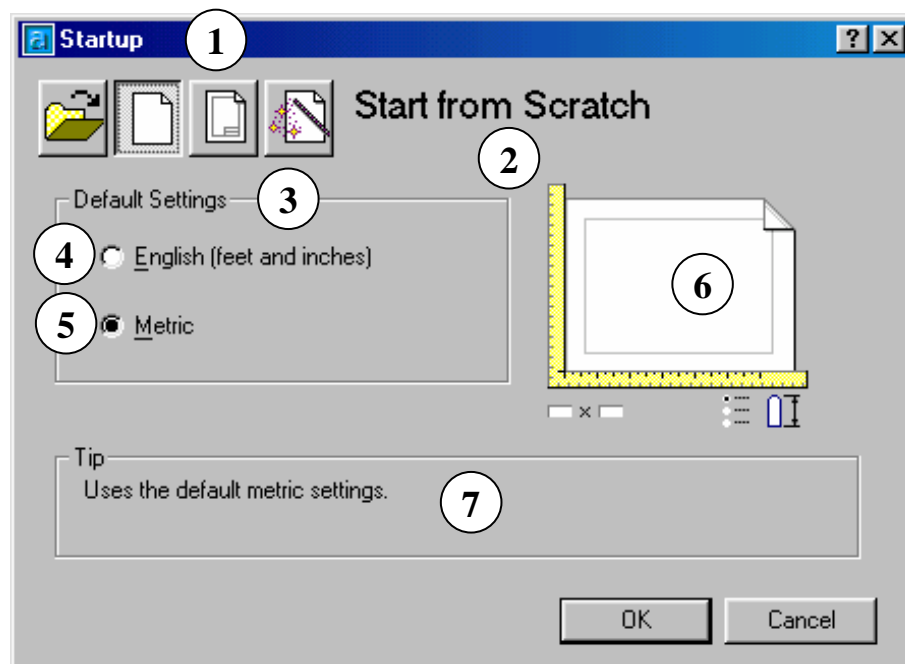 Startup
1
?
Start from Scratch
2
Default Settings
3
4
English (feet and inches)
5
Metric
6
Tip
Uses the default metric settings.
7
OK
Cancel